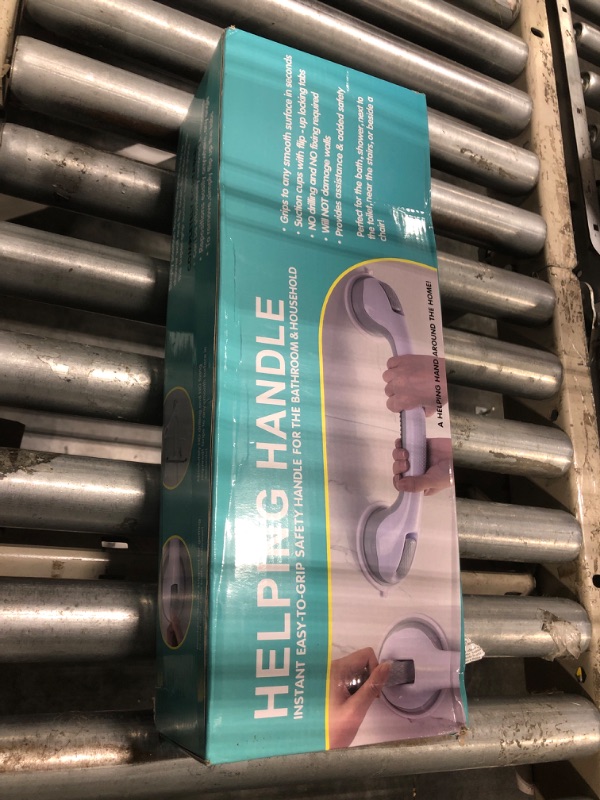 HELPING HANDLE
INSTANT EASY-TO-GRIP SAFETY HANDLE FOR THE BATHROOM & HOUSEHOLD
• Grips to any smooth surface in seconds
• Suction cups with flip-up locking tabs
• NO drilling and NO fixing required
• Will NOT damage walls
• Provides assistance & added safety
Perfect for the bath, shower, next to
the toilet, near the stairs, or beside a
chair!
A HELPING HAND AROUND THE HOME!